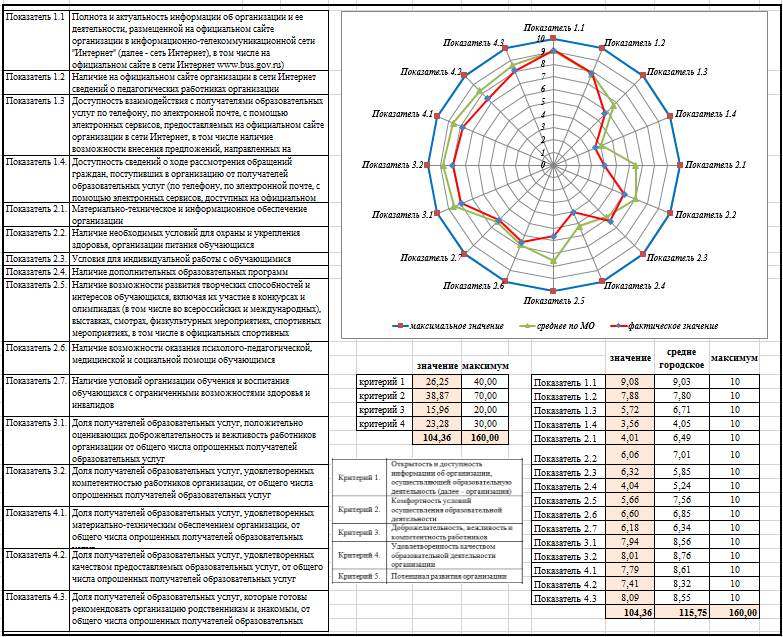 Показатель 1.1 Полнота и актуальность информации об организации и ее
деятельности, размещенной на официальном сайте
организации в информационно-телекоммуникационной сети
"Интернет" (далее - сеть Интернет), в том числе на
официальном сайте в сети Интернет www.bus.gov.ru)
Показатель 1.2 Наличие на официальном сайте организации в сети Интернет
сведений о педагогических работниках организации
Показатель 1.3 Доступность взаимодействия с получателями образовательных
услуг по телефону, по электронной почте, с помощью
электронных сервисов, предоставляемых на официальном сайте
организации в сети Интернет, в том числе наличие
возможности внесения предложений, направленных на
Показатель 1.4. Доступность сведений о ходе рассмотрения обращений
граждан, поступивших в организацию от получателей
образовательных услуг (по телефону, по электронной почте, с
помощью электронных сервисов, доступных на официальном
Показатель 2.1. Материально-техническое и информационное обеспечение
организации
Показатель 2.2. Наличие необходимых условий для охраны и укрепления
здоровья, организации питания обучающихся
Показатель 2.3. Условия для индивидуальной работы с обучающимися
Показатель 2.4. Наличие дополнительных образовательных программ
Показатель 2.5. Наличие возможности развития творческих способностей и
интересов обучающихся, включая их участие в конкурсах и
олимпиадах (в том числе во всероссийских и международных),
выставках, смотрах, физкультурных мероприятиях, спортивных
мероприятиях, в том числе в официальных спортивных
Показатель 2.6. Наличие возможности оказания психолого-педагогической,
медицинской и социальной помощи обучающимся
Показатель 2.7. Наличие условий организации обучения и воспитания
обучающихся с ограниченными возможностями здоровья и
инвалидов
Показатель 3.1. Доля получателей образовательных услуг, положительно
оценивающих доброжелательность и вежливость работников
организации от общего числа опрошенных получателей
образовательных услуг
Показатель 3.2. Доля получателей образовательных услуг, удовлетворенных
компетентностью работников организации, от общего числа
опрошенных получателей образовательных услуг
Показатель 4.1. Доля получателей образовательных услуг, удовлетворенных
материально-техническим обеспечением организации, от
общего числа опрошенных получателей образовательных
Показатель 4.2. Доля получателей образовательных услуг, удовлетворенных
качеством предоставляемых образовательных услуг, от общего
числа опрошенных получателей образовательных услуг
Показатель 4.3. Доля получателей образовательных услуг, которые готовы
рекомендовать организацию родственникам и знакомым, от
общего числа опрошенных получателей образовательных
Показатель 1.1
Показатель 1.2
Показатель 1.3
Показатель 1.4
Показатель 2.1
Показатель 2.2
Показатель 2.3
Показатель 2.4
Показатель 2.5
Показатель 2.6
Показатель 2.7
Показатель 3.1
Показатель 3.2
Показатель 4.1
Показатель 4.2
Показатель 4.3
10
9
8
7
6
5
4
3
2
1
0
максимальное значение среднее по МО фактическое значение
значение максимум
критерий 1 26,25 40,00
критерий 2 38,87 70,00
критерий 3 15,96 20,00
критерий 4 23,28 30,00
104,36 160,00
Критерий 1. Открытость и доступность
информации об организации,
осуществляющей образовательную
деятельность (далее - организация)
Критерий 2. Комфортность условий
осуществления образовательной
деятельности
Критерий 3. Доброжелательность, вежливость и
компетентность работников
Критерий 4. Удовлетворенность качеством
образовательной деятельности
организации
Критерий 5. Потенциал развития организации
значение средне городское максимум
Показатель 1.1 9,08 9,03 10
Показатель 1.2 7,88 7,80 10
Показатель 1.3 5,72 6,71 10
Показатель 1.4 3,56 4,05 10
Показатель 2.1 4,01 6,49 10
Показатель 2.2 6,06 7,01 10
Показатель 2.3 6,32 5,85 10
Показатель 2.4 4,04 5,24 10
Показатель 2.5 5,66 7,56 10
Показатель 2.6 6,60 6,85 10
Показатель 2.7 6,18 6,34 10
Показатель 3.1 7,94 8,56 10
Показатель 3.2 8,01 8,76 10
Показатель 4.1 7,79 8,61 10
Показатель 4.2 7,41 8,32 10
Показатель 4.3 8,09 8,55 10
104,36 115,75 160,00